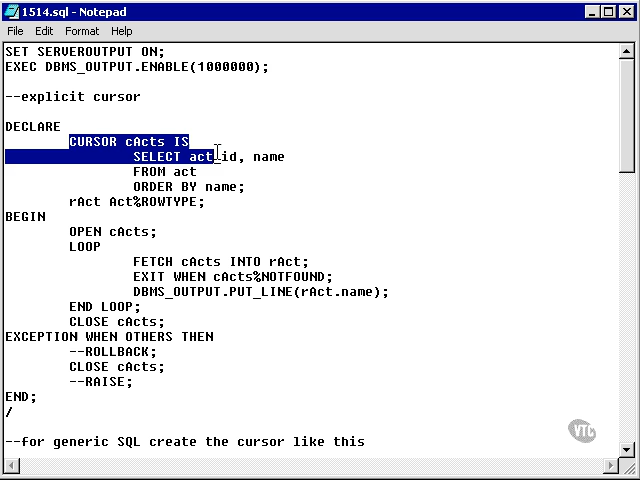 1514.sql - Notepad
File Edit Format Help
SET SERVEROUTPUT ON;
EXEC DBMS_OUTPUT.ENABLE(1000000);
--explicit cursor
DECLARE
CURSOR cActs IS
SELECT act_id, name
FROM act
ORDER BY name;
rAct Act%ROWTYPE;
BEGIN
OPEN cActs;
LOOP
FETCH cActs INTO rAct;
EXIT WHEN cActs%NOTFOUND;
DBMS_OUTPUT.PUT_LINE(rAct.name);
END LOOP;
CLOSE cActs;
EXCEPTION WHEN OTHERS THEN
--ROLLBACK;
CLOSE cActs;
--RAISE;
END;
/
--for generic SQL create the cursor like this
VTC